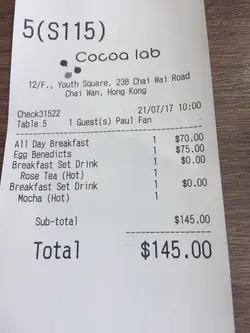 5(S115)
Cocoa lab
12/F., Youth Square, 238 Chai Wai Road
Chai Wan, Hong Kong
Check31522 21/07/17 10:00
Table 5 1 Guest(s) Paul Fan
All Day Breakfast 1 $70.00
Egg Benedicts 1 $75.00
Breakfast Set Drink 1 $0.00
Rose Tea (Hot) 1
Breakfast Set Drink 1 $0.00
Mocha (Hot) 1
Sub-total $145.00
Total $145.00